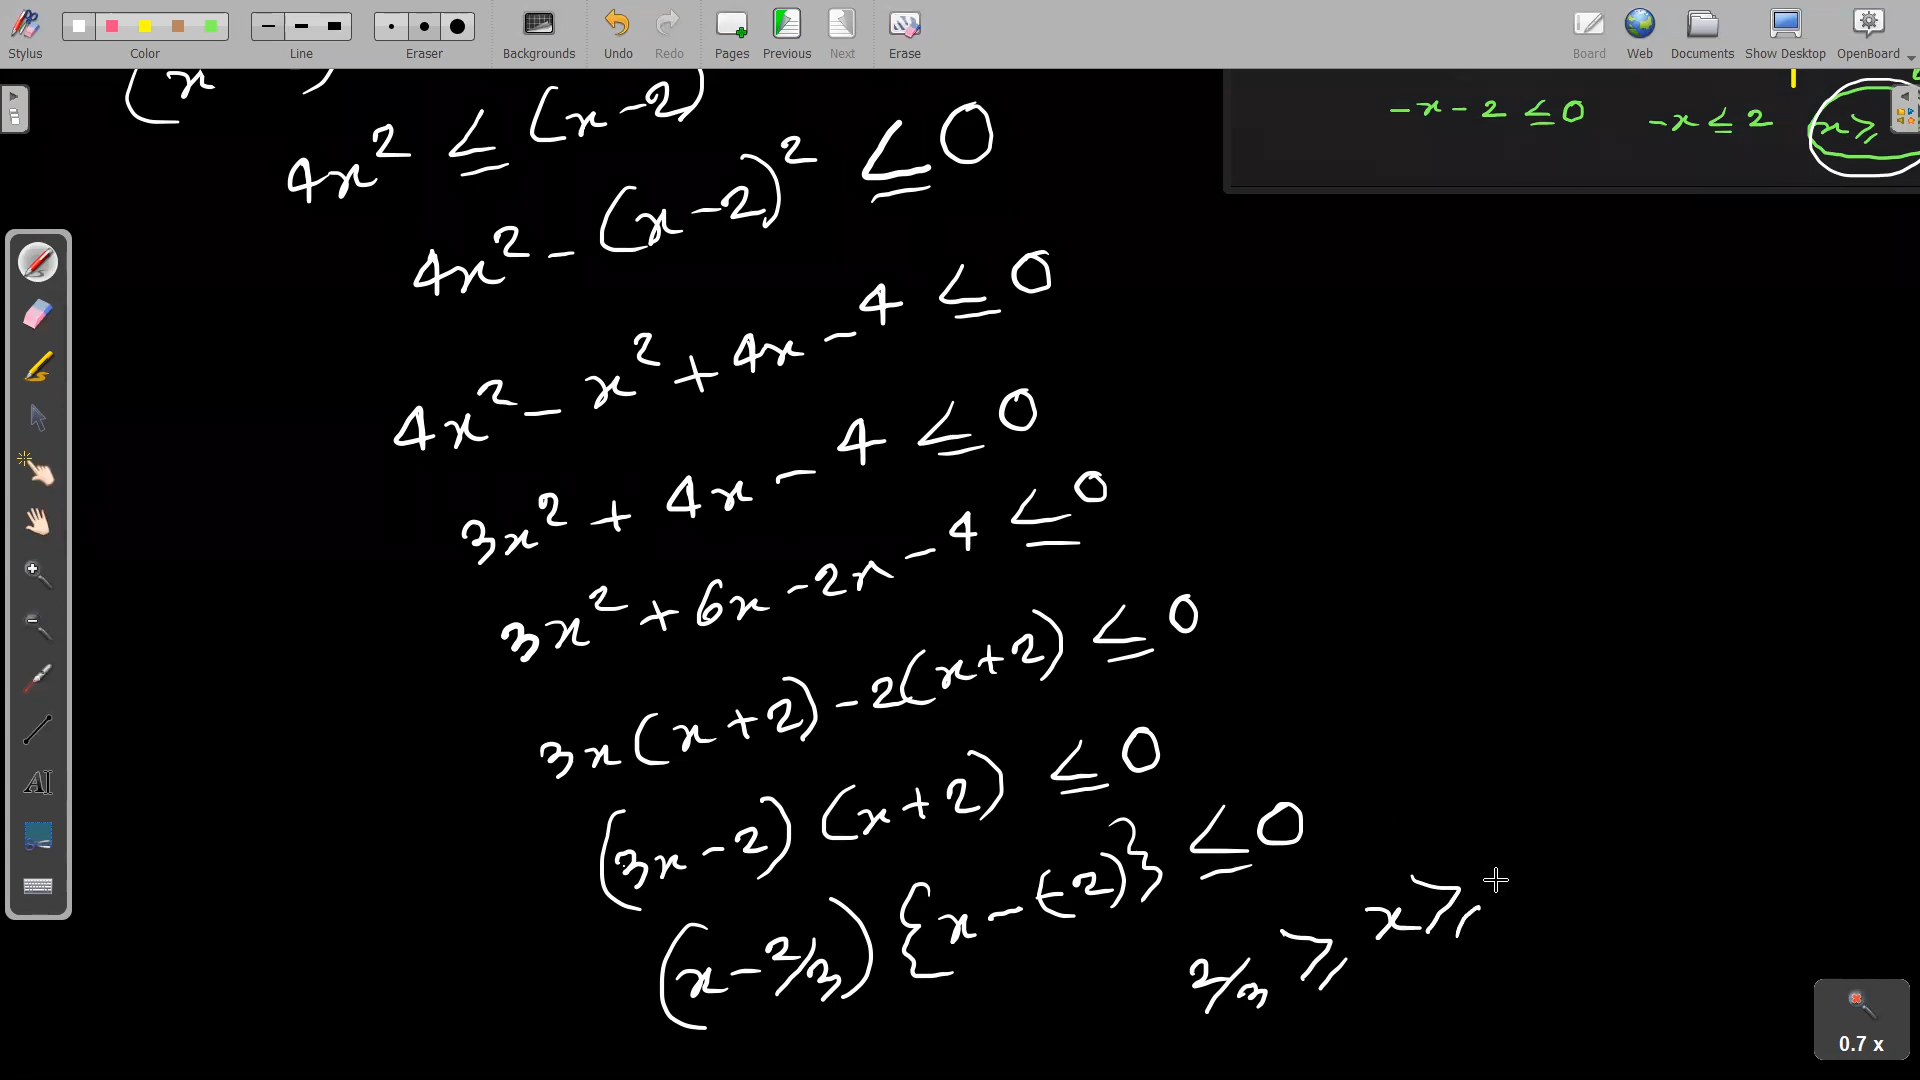 Stylus Color Line Eraser Backgrounds Undo Redo Pages Previous Next Erase Board Web Documents Show Desktop OpenBoard
(x
4x² ≤ (x-2)
4x² - (x-2)² ≤ 0
4x² - x² + 4x - 4 ≤ 0
3x² + 4x - 4 ≤ 0
3x² + 6x - 2x - 4 ≤ 0
3x(x+2) - 2(x+2) ≤ 0
(3x-2) (x+2) ≤ 0
(x-2/3) {x-(-2)} ≤ 0
2/3 ⩾ x ⩾
-x-2 ≤ 0 -x ≤ 2 x ⩾
AI
0.7 x